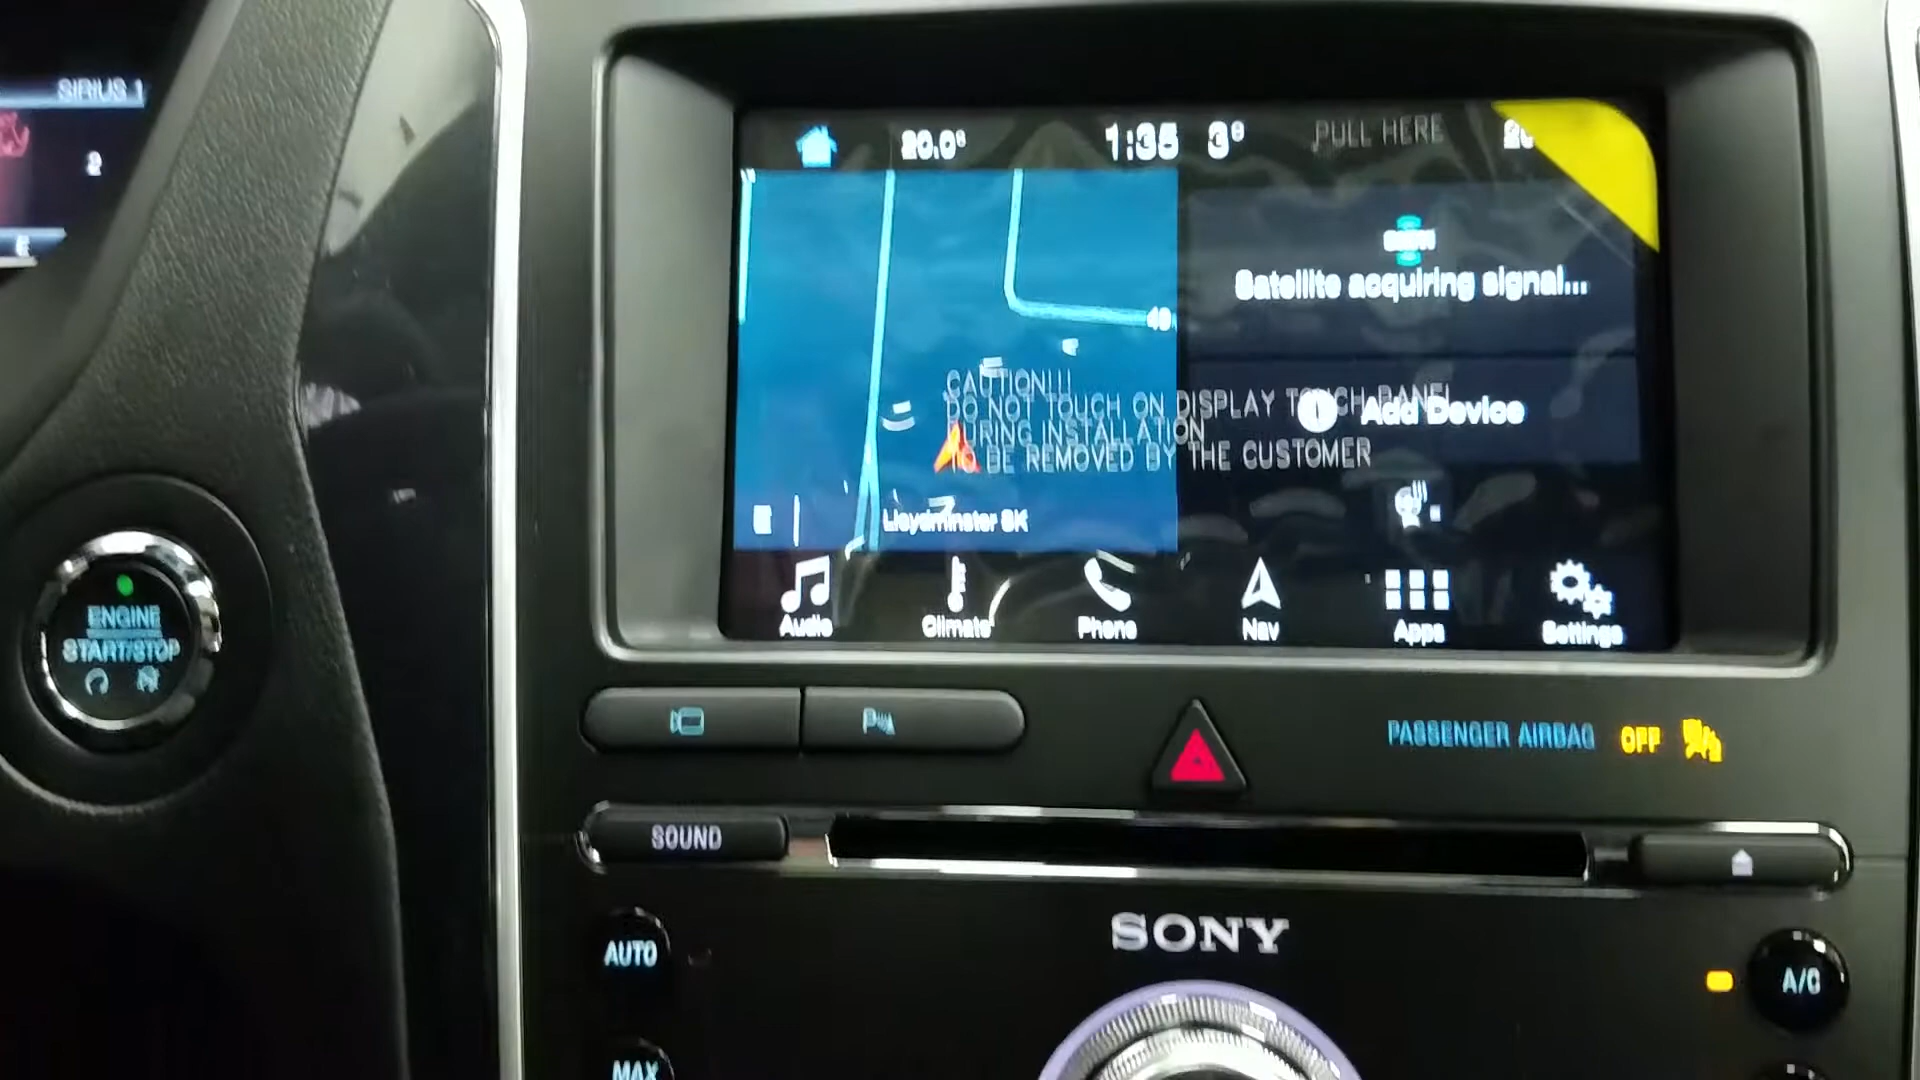 SIRIUS 1
2
E
20.0°
1:35
3°
PULL HERE
Satellite acquiring signal...
CAUTION!!!
DO NOT TOUCH ON DISPLAY TOUCH PANEL
DURING INSTALLATION
TO BE REMOVED BY THE CUSTOMER
Add Device
Lloydminster SK
Audio
Climate
Phone
Nav
Apps
Settings
ENGINE
START/STOP
PASSENGER AIRBAG OFF
SOUND
SONY
AUTO
A/C
MAX